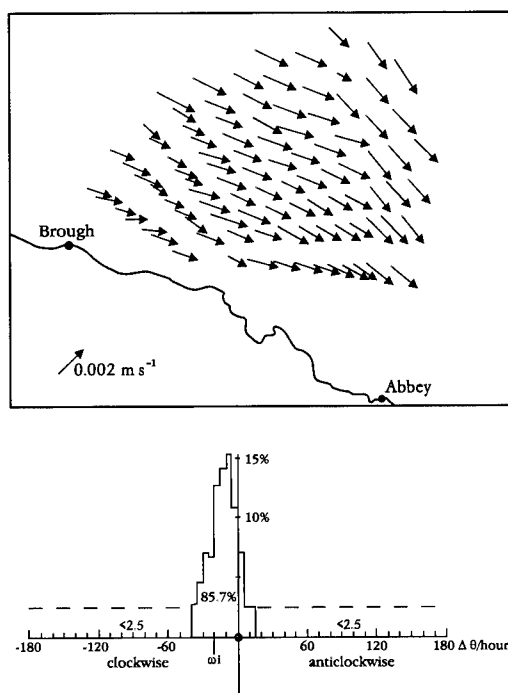 Brough
0.002 m s⁻¹
Abbey
15%
10%
85.7%
<2.5
<2.5
-180 -120 -60 ωi 60 120 180 Δ θ/hour
clockwise anticlockwise